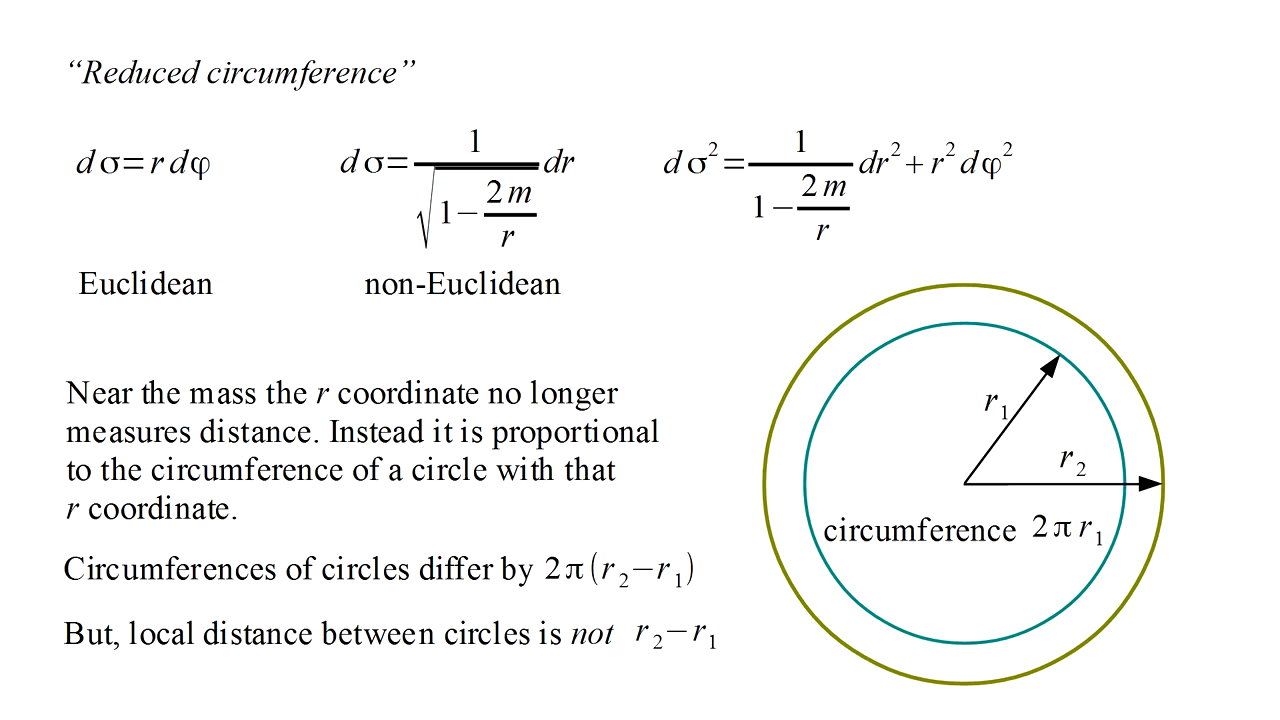 “Reduced circumference”
dσ=r dφ
dσ=1/√(1−2m/r) dr
dσ²=1/(1−2m/r) dr²+r² dφ²
Euclidean
non-Euclidean
Near the mass the r coordinate no longer
measures distance. Instead it is proportional
to the circumference of a circle with that
r coordinate.
Circumferences of circles differ by 2π(r₂−r₁)
But, local distance between circles is not r₂−r₁
r₁
r₂
circumference 2πr₁